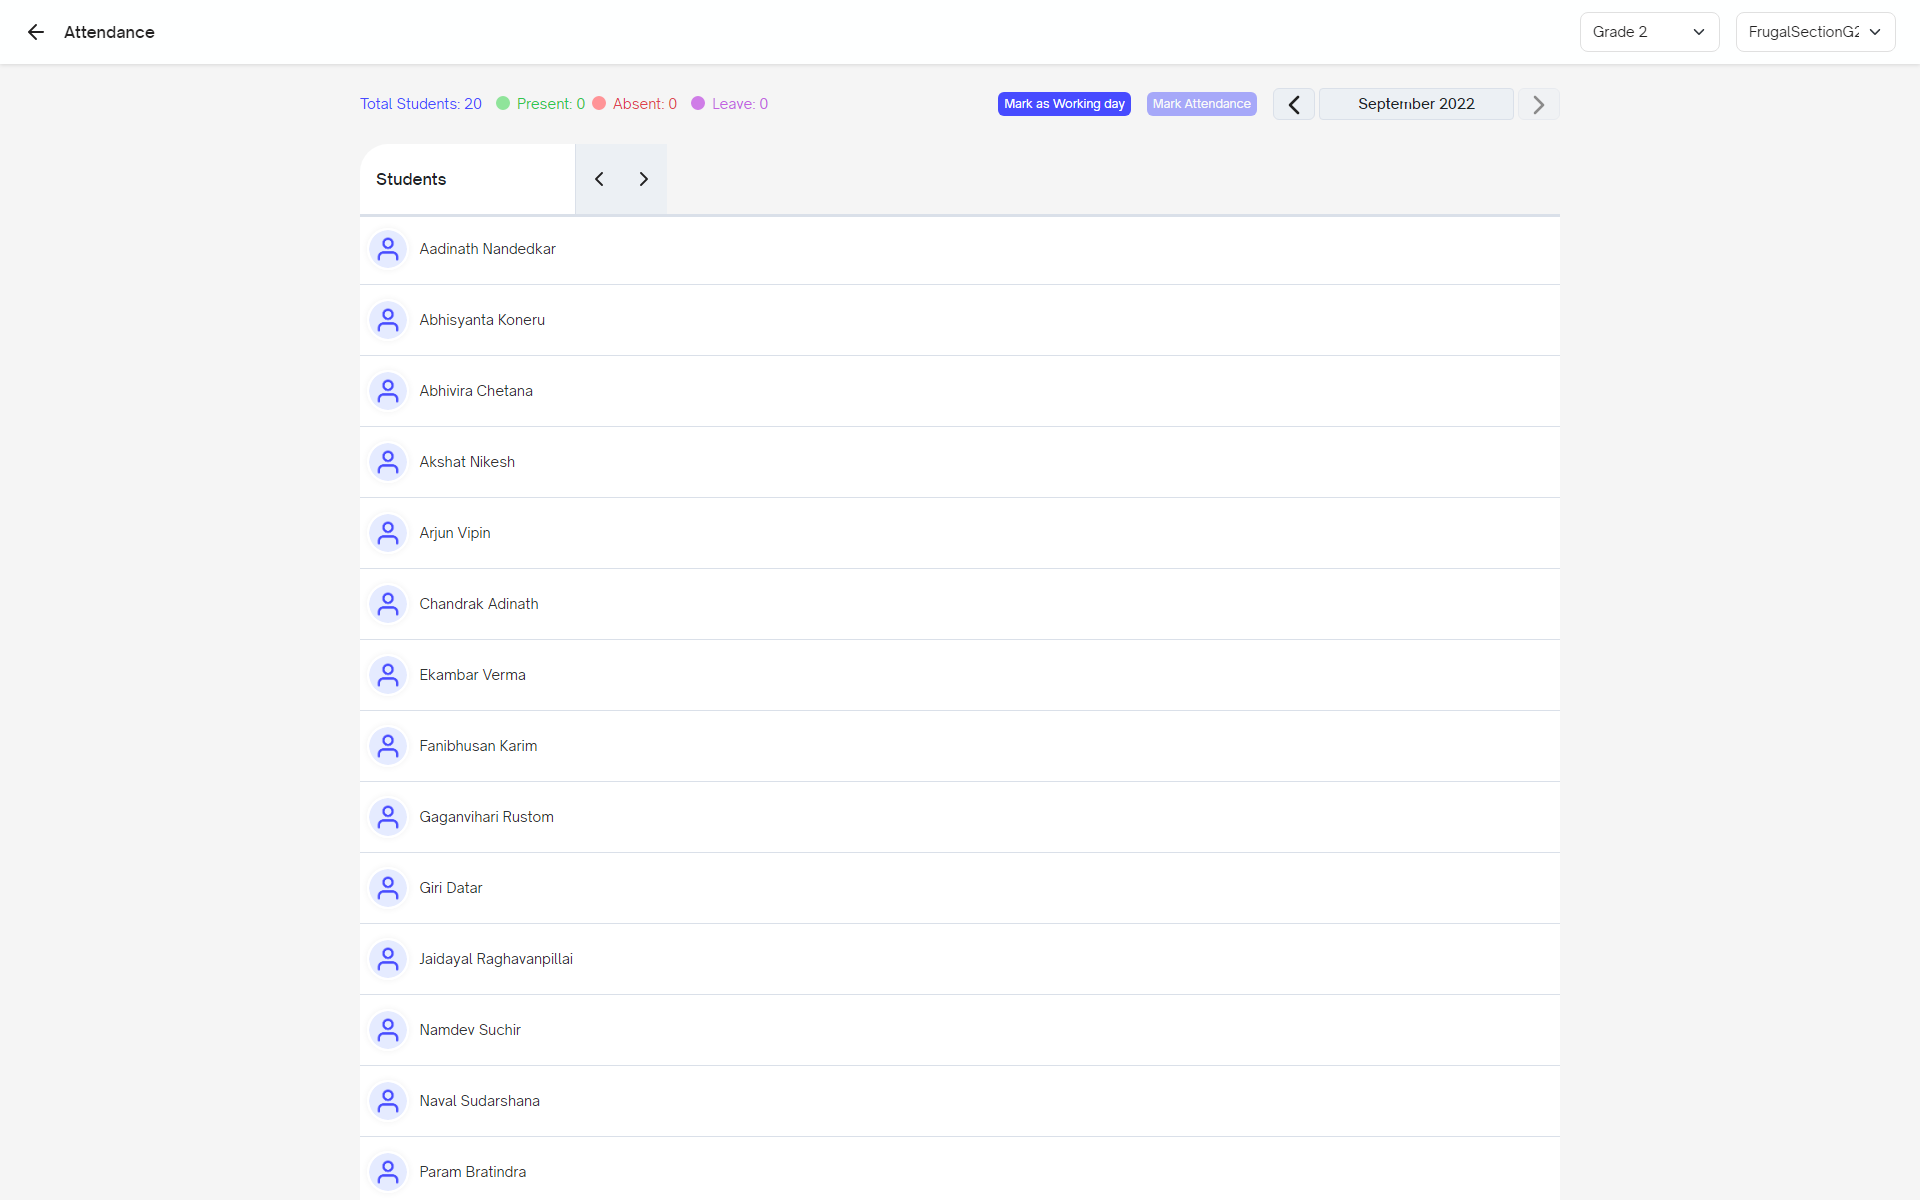 Attendance
Grade 2
FrugalSectionG2
Total Students: 20 Present: 0 Absent: 0 Leave: 0
Mark as Working day
Mark Attendance
September 2022
Students
Aadinath Nandedkar
Abhisyanta Koneru
Abhivira Chetana
Akshat Nikesh
Arjun Vipin
Chandrak Adinath
Ekambar Verma
Fanibhusan Karim
Gaganvihari Rustom
Giri Datar
Jaidayal Raghavanpillai
Namdev Suchir
Naval Sudarshana
Param Bratindra